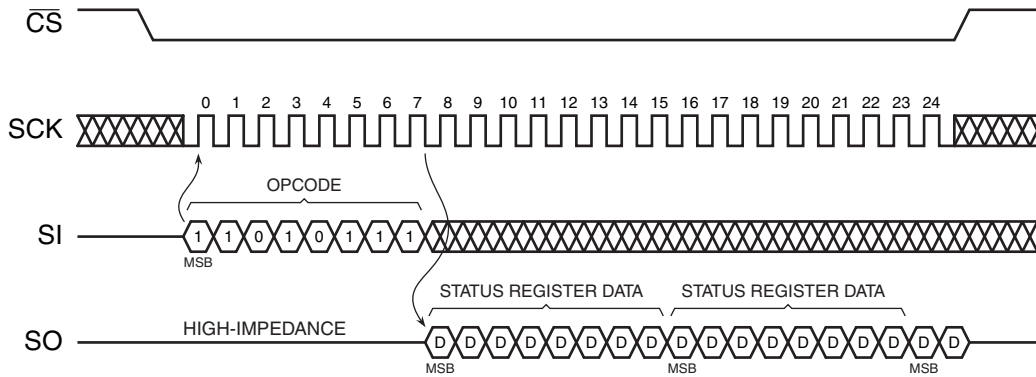 CS
SCK 0 1 2 3 4 5 6 7 8 9 10 11 12 13 14 15 16 17 18 19 20 21 22 23 24
OPCODE
SI 1 1 0 1 0 1 1 1
MSB
STATUS REGISTER DATA STATUS REGISTER DATA
SO HIGH-IMPEDANCE D D D D D D D D D D D D D D D D D D
MSB MSB MSB